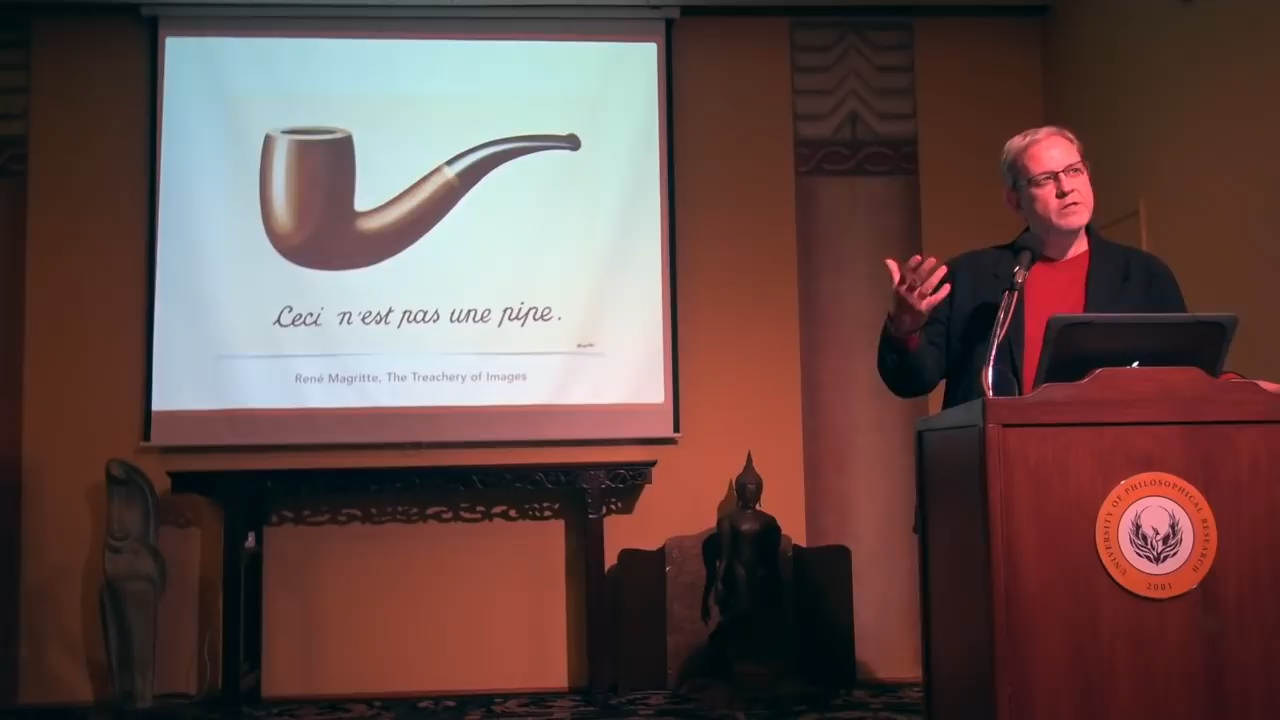 Ceci n'est pas une pipe.
René Magritte, The Treachery of Images
UNIVERSITY OF PHILOSOPHICAL RESEARCH
2001